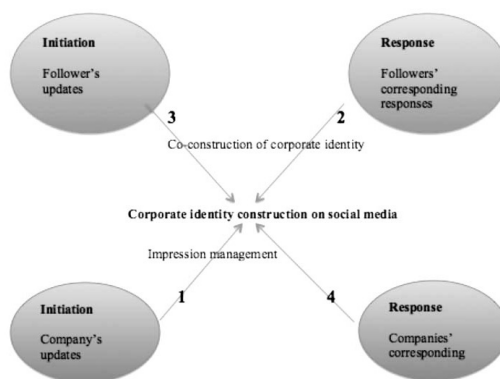 Initiation
Follower's
updates
Response
Followers'
corresponding
responses
3
2
Co-construction of corporate identity
Corporate identity construction on social media
Impression management
1
4
Initiation
Company's
updates
Response
Companies'
corresponding